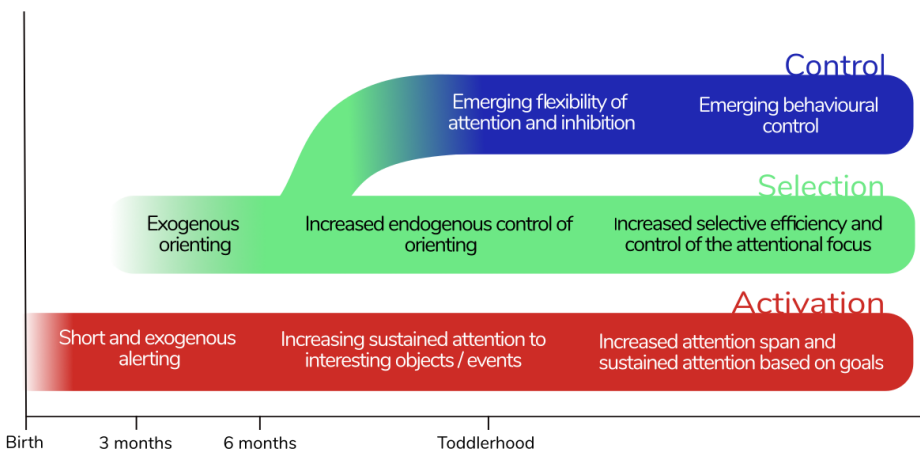 Control
Emerging flexibility of
attention and inhibition
Emerging behavioural
control
Selection
Exogenous
orienting
Increased endogenous control of
orienting
Increased selective efficiency and
control of the attentional focus
Activation
Short and exogenous
alerting
Increasing sustained attention to
interesting objects / events
Increased attention span and
sustained attention based on goals
Birth
3 months
6 months
Toddlerhood